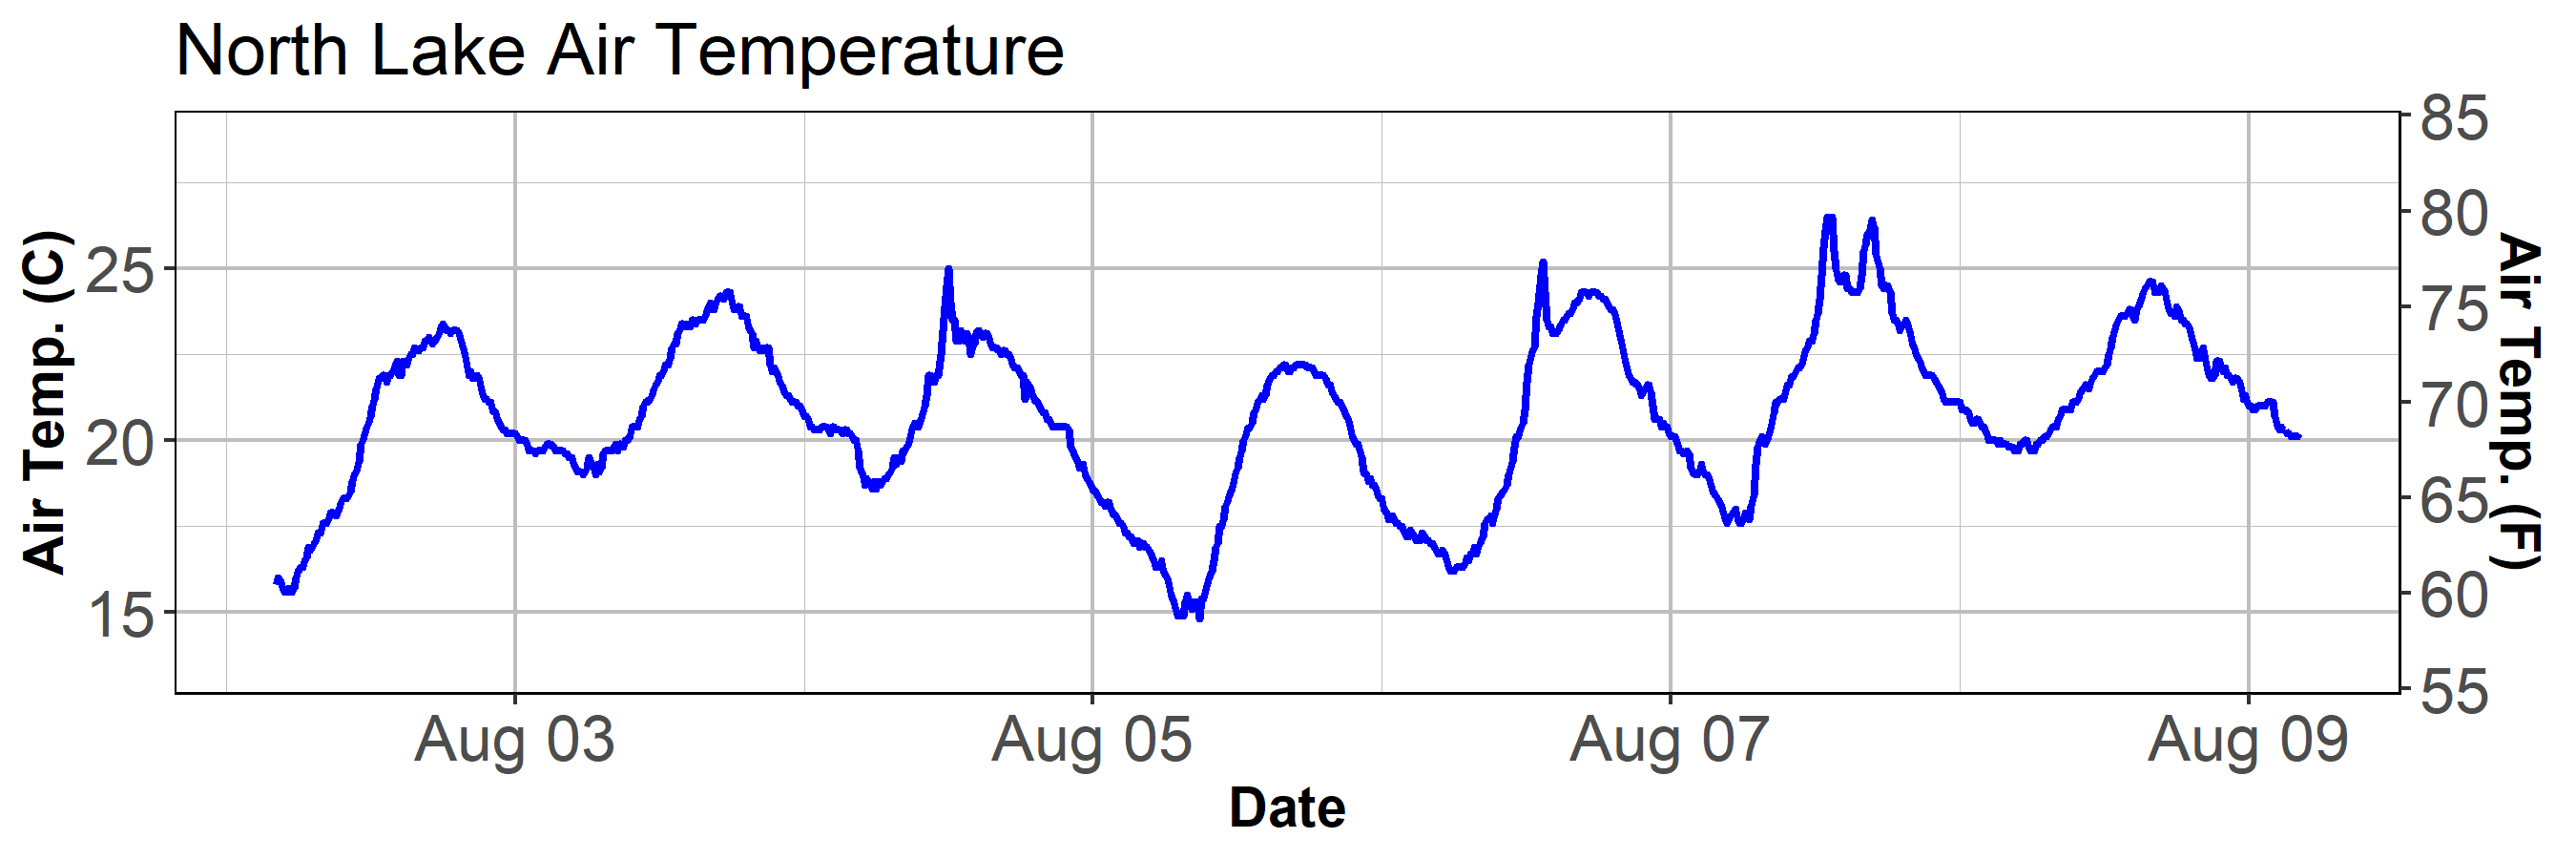 North Lake Air Temperature
Air Temp. (C)
25
20
15
85
80
75
70
65
60
55
Air Temp. (F)
Aug 03 Aug 05 Aug 07 Aug 09
Date